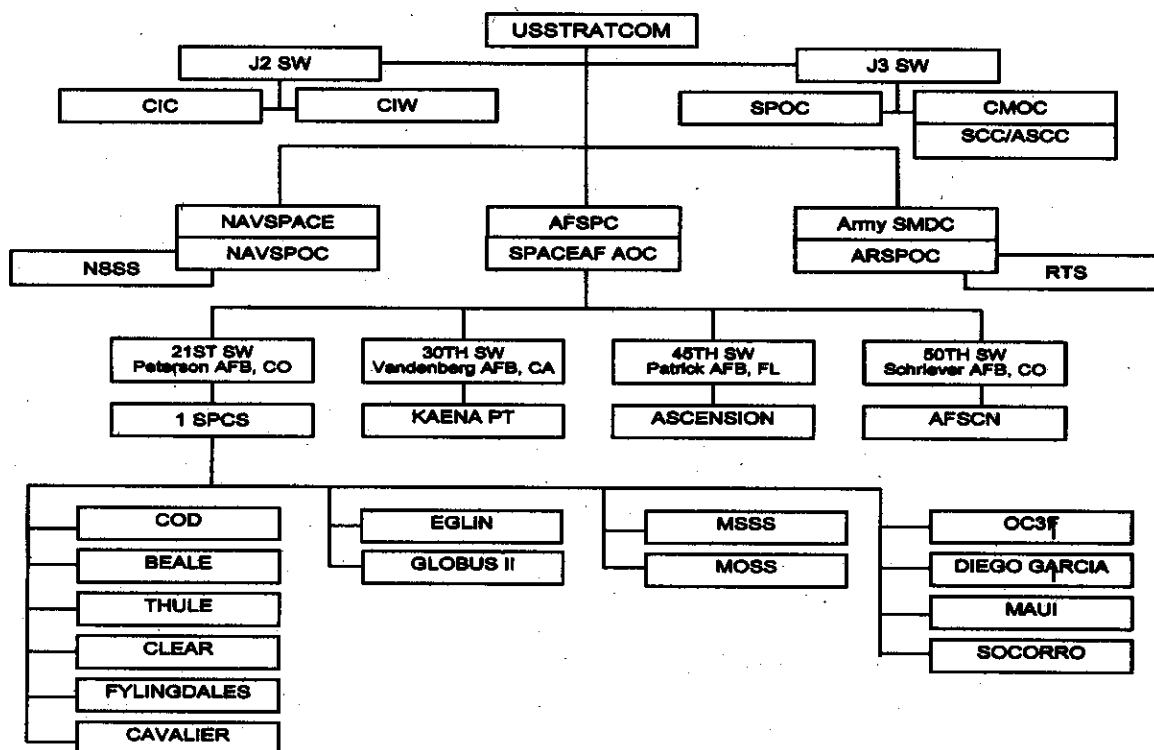 USSTRATCOM
J2 SW
J3 SW
CIC
CIW
SPOC
CMOC
SCC/ASCC
NAVSPACE
NAVSPOC
NSSS
AFSPC
SPACEAF AOC
Army SMDC
ARSPOC
RTS
21ST SW
Peterson AFB, CO
30TH SW
Vandenberg AFB, CA
45TH SW
Patrick AFB, FL
50TH SW
Schriever AFB, CO
1 SPCS
KAENA PT
ASCENSION
AFSCN
COD
BEALE
THULE
CLEAR
FYLINGDALES
CAVALIER
EGLIN
GLOBUS II
MSSS
MOSS
OC3F
DIEGO GARCIA
MAUI
SOCORRO